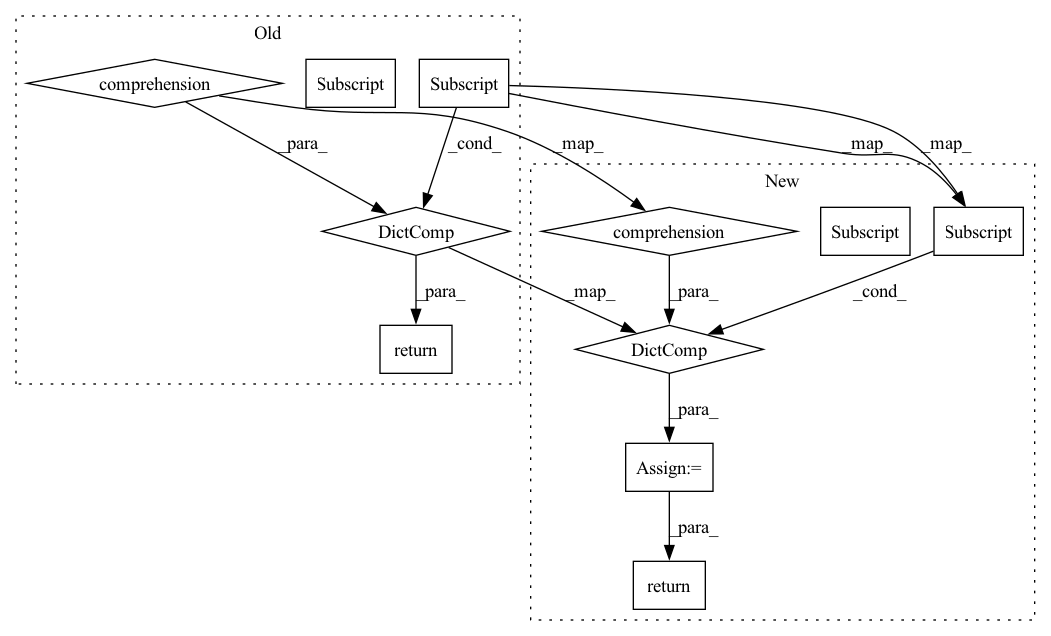 Old
comprehension
Subscript
Subscript
_para_
_cond_
_map_
_map_
_map_
New
DictComp
comprehension
Subscript
Subscript
_para_
_map_
_para_
_cond_
return
DictComp
_para_
Assign:=
_para_
return